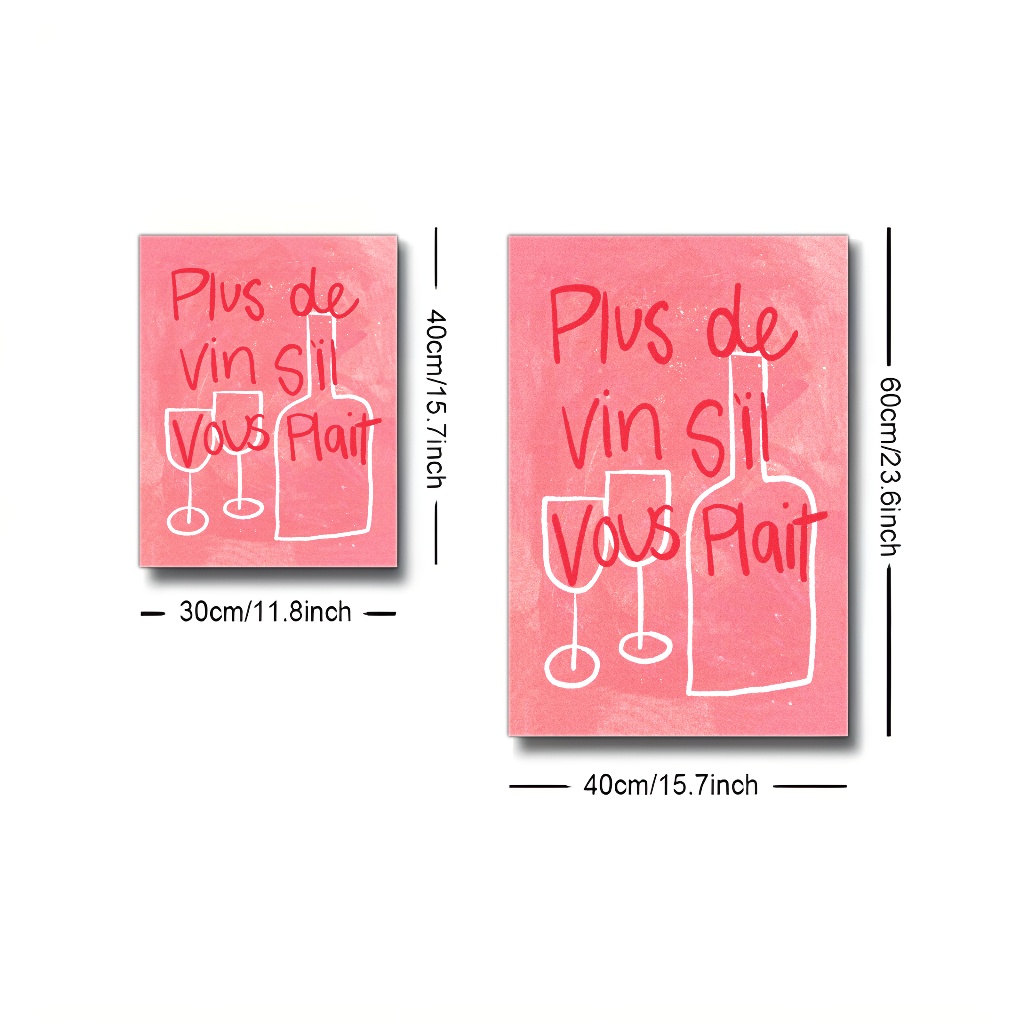 Plus de
vin s'il
Vous Plait
40cm/15.7inch
30cm/11.8inch
Plus de
vin s'il
Vous Plait
60cm/23.6inch
40cm/15.7inch